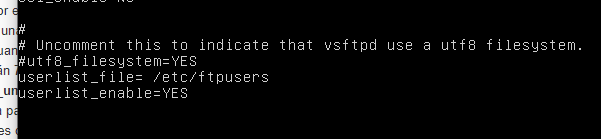 #
# Uncomment this to indicate that vsftpd use a utf8 filesystem.
#utf8_filesystem=YES
userlist_file= /etc/ftpusers
userlist_enable=YES